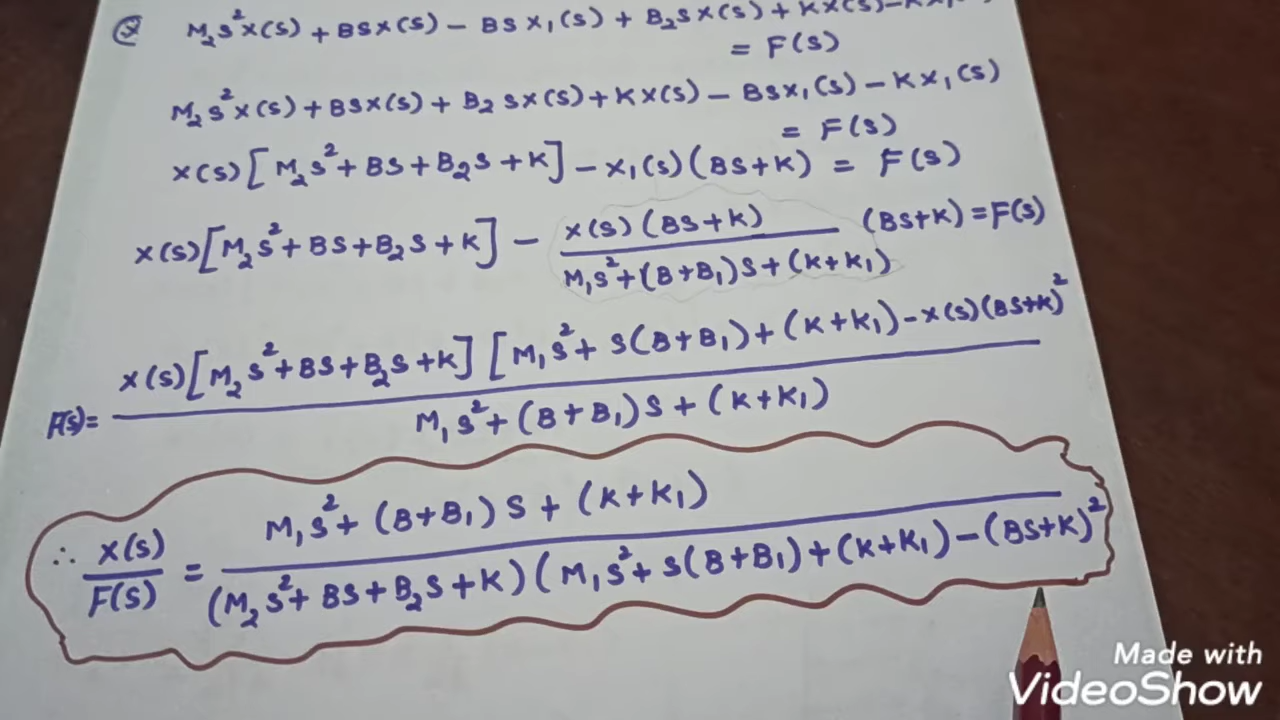 M₂s²X(s) + BSX(s) − BSX₁(s) + B₂SX(s) + KX(s) − KX₁
= F(s)
M₂s²X(s) + BSX(s) + B₂SX(s) + KX(s) − BSX₁(s) − KX₁(s)
= F(s)
X(s)[M₂s² + BS + B₂S + K] − X₁(s)(BS+K) = F(s)
X(s)[M₂s² + BS + B₂S + K] − X(s)(BS+K) / M₁s² + (B+B₁)S + (K+K₁) (BS+K) = F(s)
F(s) = X(s)[M₂s² + BS + B₂S + K] [M₁s² + S(B+B₁) + (K+K₁) − X(s)(BS+K)²
M₁s² + (B+B₁)S + (K+K₁)
∴ X(s)/F(s) = M₁s² + (B+B₁)S + (K+K₁)
(M₂s² + BS + B₂S + K)(M₁s² + S(B+B₁) + (K+K₁) − (BS+K)²
Made with
VideoShow